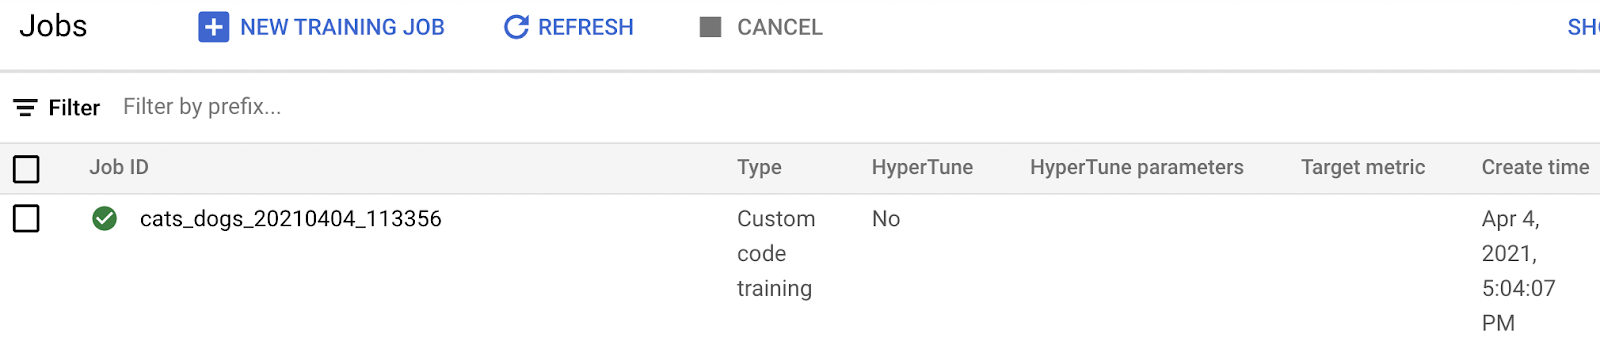 Jobs NEW TRAINING JOB REFRESH CANCEL
Filter Filter by prefix...
Job ID Type HyperTune HyperTune parameters Target metric Create time
cats_dogs_20210404_113356 Custom No Apr 4,
code 2021,
training 5:04:07
PM